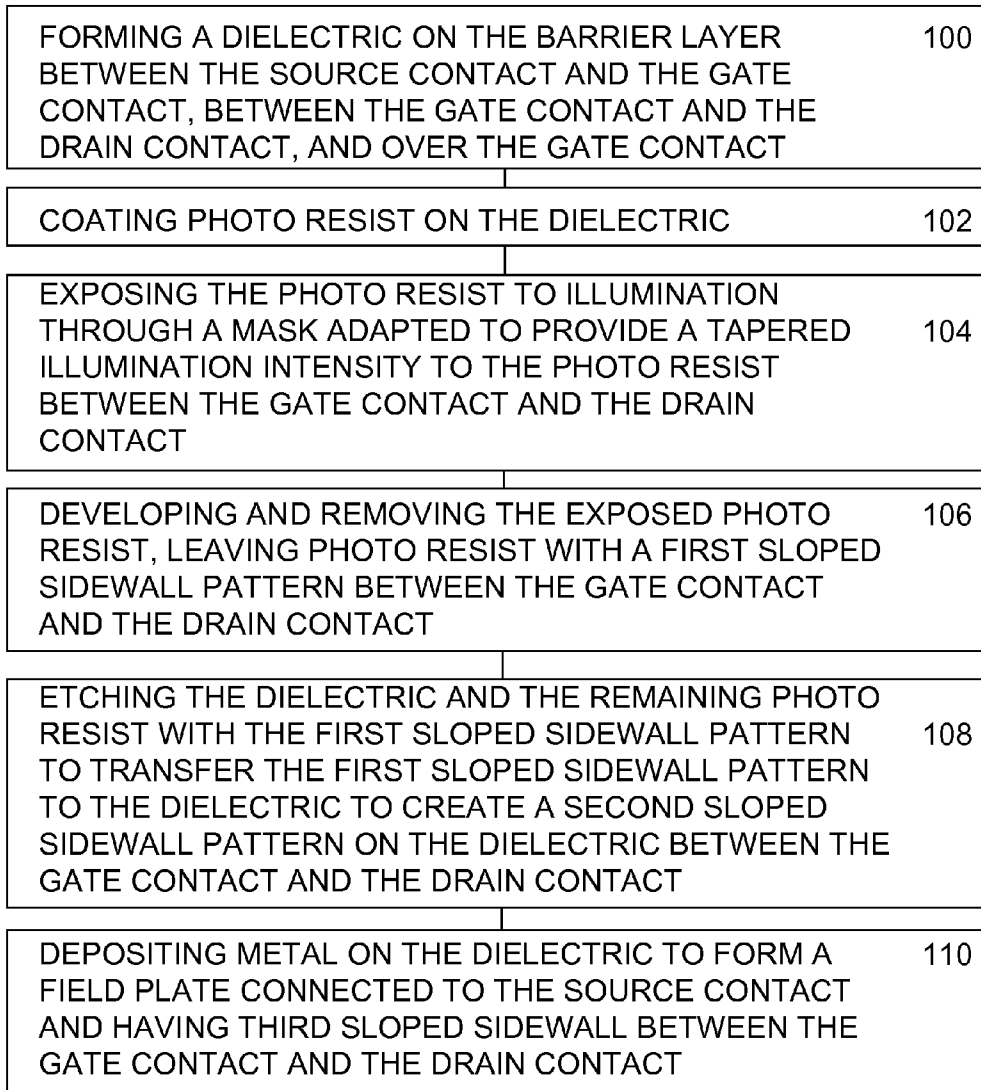 FORMING A DIELECTRIC ON THE BARRIER LAYER 100
BETWEEN THE SOURCE CONTACT AND THE GATE
CONTACT, BETWEEN THE GATE CONTACT AND THE
DRAIN CONTACT, AND OVER THE GATE CONTACT
COATING PHOTO RESIST ON THE DIELECTRIC 102
EXPOSING THE PHOTO RESIST TO ILLUMINATION
THROUGH A MASK ADAPTED TO PROVIDE A TAPERED 104
ILLUMINATION INTENSITY TO THE PHOTO RESIST
BETWEEN THE GATE CONTACT AND THE DRAIN
CONTACT
DEVELOPING AND REMOVING THE EXPOSED PHOTO 106
RESIST, LEAVING PHOTO RESIST WITH A FIRST SLOPED
SIDEWALL PATTERN BETWEEN THE GATE CONTACT
AND THE DRAIN CONTACT
ETCHING THE DIELECTRIC AND THE REMAINING PHOTO
RESIST WITH THE FIRST SLOPED SIDEWALL PATTERN 108
TO TRANSFER THE FIRST SLOPED SIDEWALL PATTERN
TO THE DIELECTRIC TO CREATE A SECOND SLOPED
SIDEWALL PATTERN ON THE DIELECTRIC BETWEEN THE
GATE CONTACT AND THE DRAIN CONTACT
DEPOSITING METAL ON THE DIELECTRIC TO FORM A 110
FIELD PLATE CONNECTED TO THE SOURCE CONTACT
AND HAVING THIRD SLOPED SIDEWALL BETWEEN THE
GATE CONTACT AND THE DRAIN CONTACT